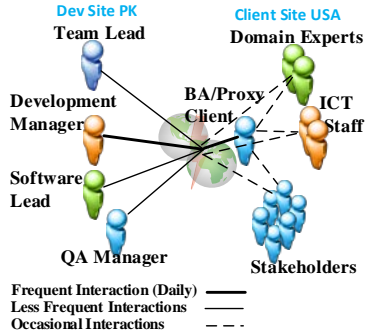 Dev Site PK
Client Site USA
Team Lead
Domain Experts
Development
Manager
BA/Proxy
Client
ICT
Staff
Software
Lead
QA Manager
Stakeholders
Frequent Interaction (Daily)
Less Frequent Interactions
Occasional Interactions